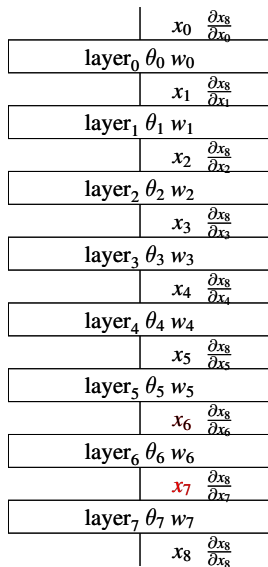 x₀ ∂x₈/∂x₀
layer₀ θ₀ w₀
x₁ ∂x₈/∂x₁
layer₁ θ₁ w₁
x₂ ∂x₈/∂x₂
layer₂ θ₂ w₂
x₃ ∂x₈/∂x₃
layer₃ θ₃ w₃
x₄ ∂x₈/∂x₄
layer₄ θ₄ w₄
x₅ ∂x₈/∂x₅
layer₅ θ₅ w₅
x₆ ∂x₈/∂x₆
layer₆ θ₆ w₆
x₇ ∂x₈/∂x₇
layer₇ θ₇ w₇
x₈ ∂x₈/∂x₈